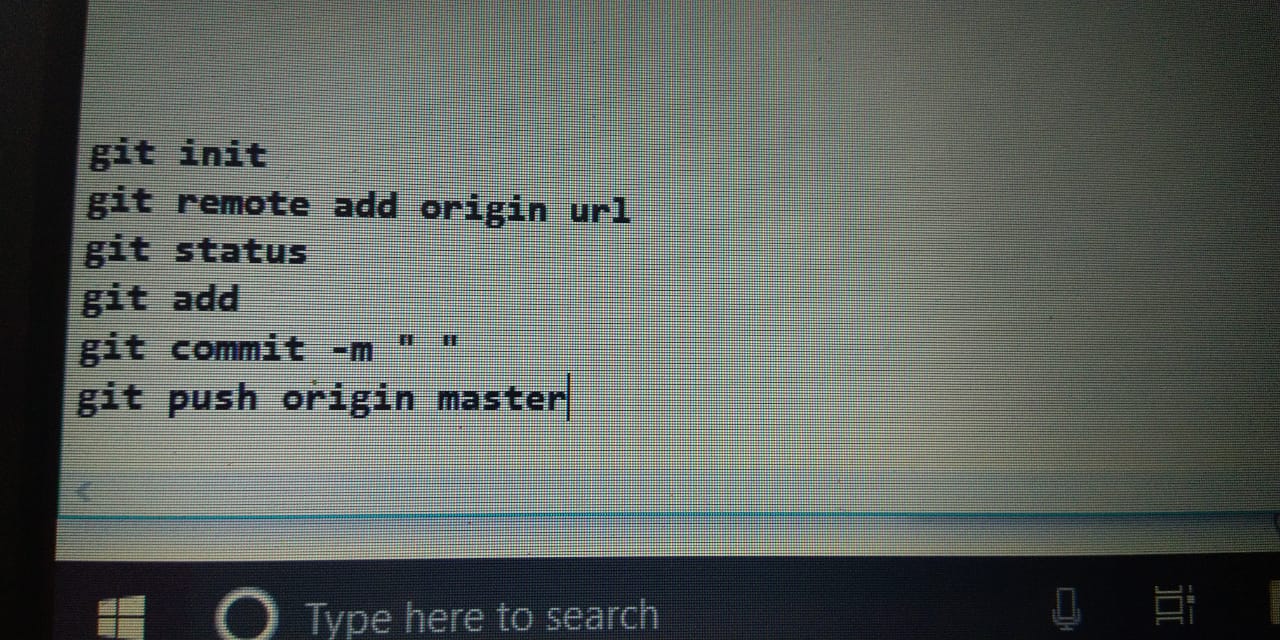 git init
git remote add origin url
git status
git add
git commit -m " "
git push origin master
<
Type here to search